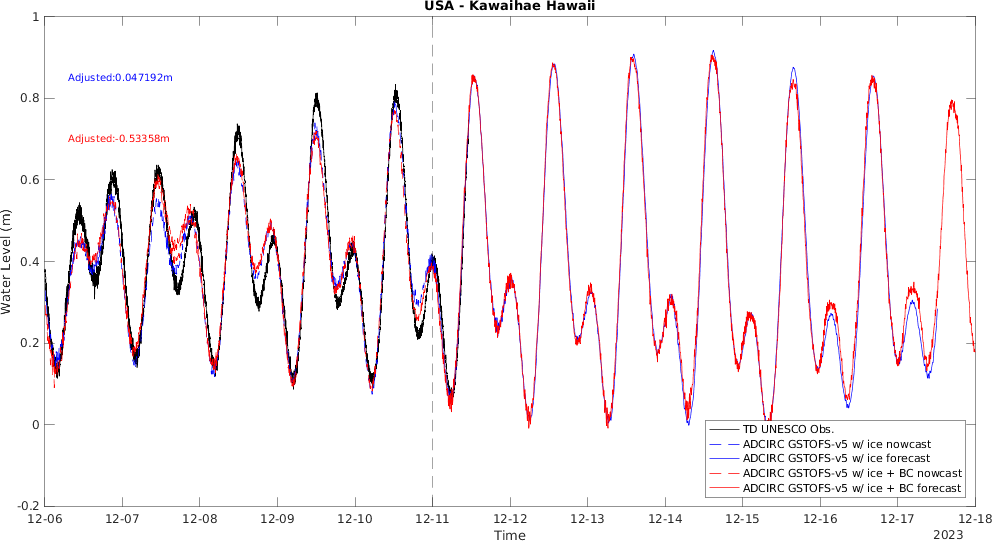 USA - Kawaihae Hawaii
1
0.8
0.6
0.4
0.2
0
-0.2
Water Level (m)
Adjusted:0.047192m
Adjusted:-0.53358m
TD UNESCO Obs.
ADCIRC GSTOFS-v5 w/ ice nowcast
ADCIRC GSTOFS-v5 w/ ice forecast
ADCIRC GSTOFS-v5 w/ ice + BC nowcast
ADCIRC GSTOFS-v5 w/ ice + BC forecast
12-06 12-07 12-08 12-09 12-10 12-11 12-12 12-13 12-14 12-15 12-16 12-17 12-18
Time
2023